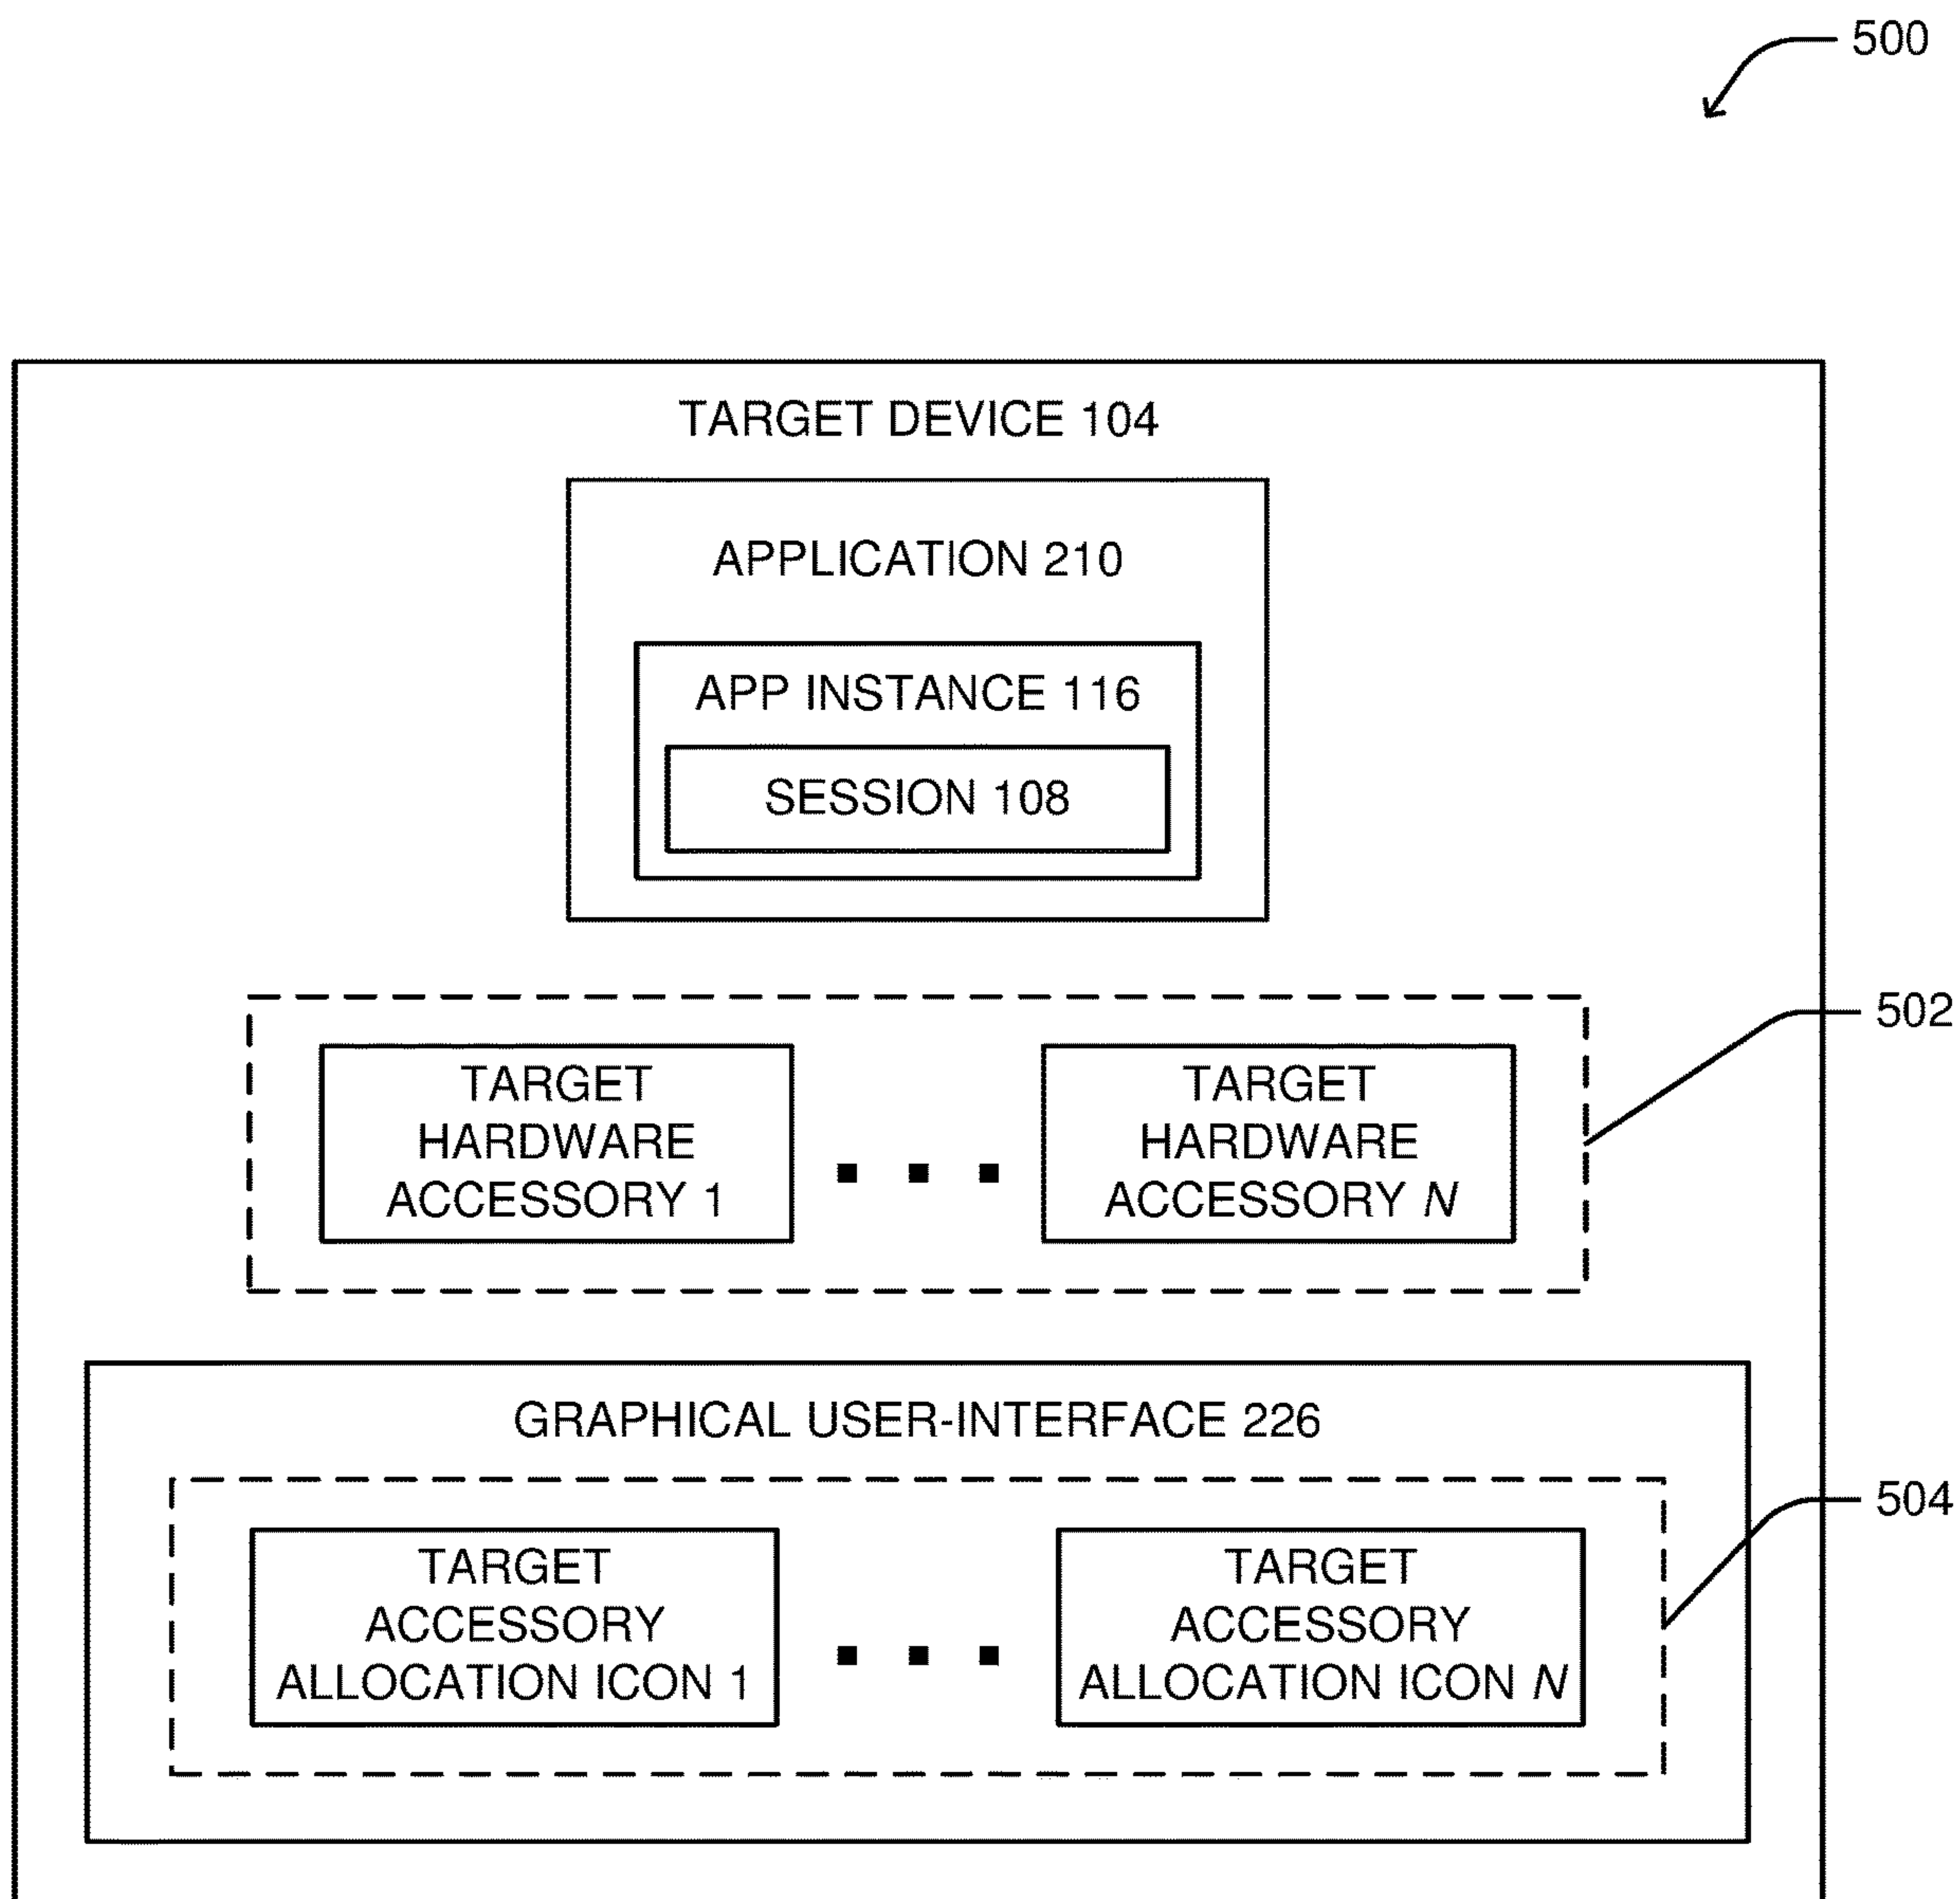 500
TARGET DEVICE 104
APPLICATION 210
APP INSTANCE 116
SESSION 108
502
TARGET
HARDWARE
ACCESSORY 1
TARGET
HARDWARE
ACCESSORY N
GRAPHICAL USER-INTERFACE 226
504
TARGET
ACCESSORY
ALLOCATION ICON 1
TARGET
ACCESSORY
ALLOCATION ICON N